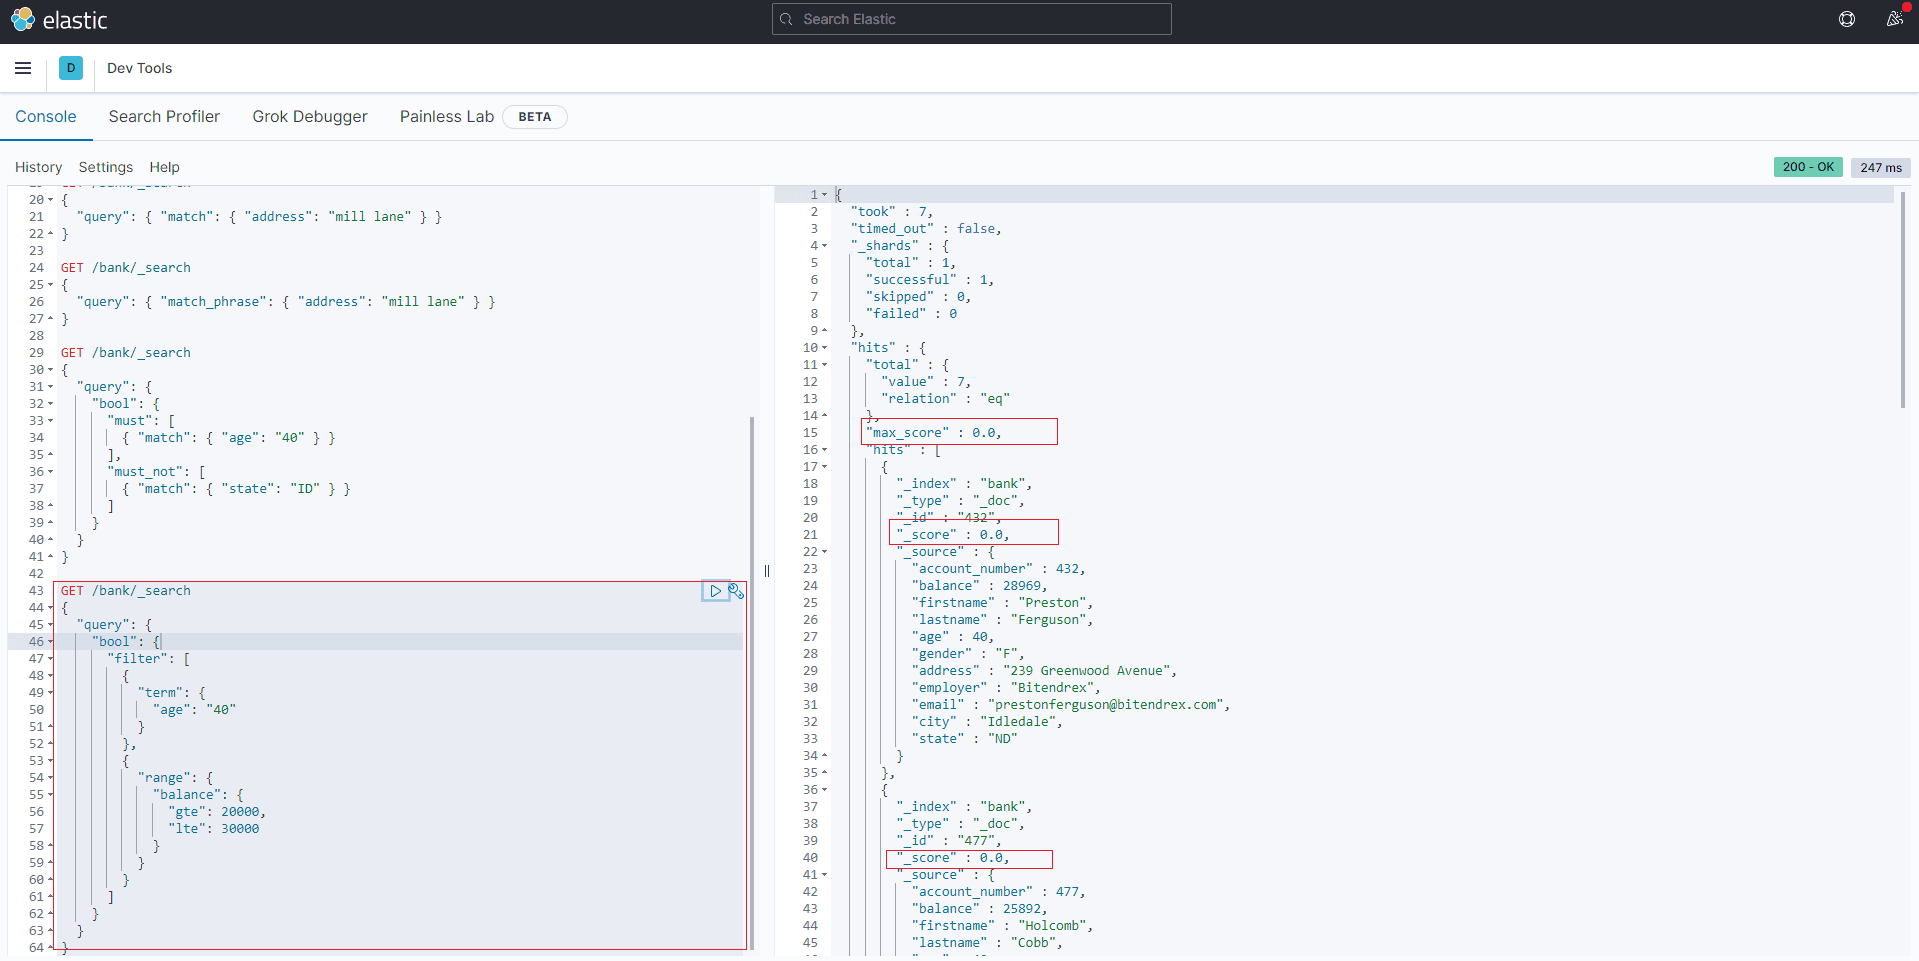 elastic
Search Elastic
D
Dev Tools
Console
Search Profiler
Grok Debugger
Painless Lab
BETA
History
Settings
Help
200 - OK
247 ms
20 {
21 "query": { "match": { "address": "mill lane" } }
22 }
23
24 GET /bank/_search
25 {
26 "query": { "match_phrase": { "address": "mill lane" } }
27 }
28
29 GET /bank/_search
30 {
31 "query": {
32 "bool": {
33 "must": [
34 { "match": { "age": "40" } }
35 ],
36 "must_not": [
37 { "match": { "state": "ID" } }
38 ]
39 }
40 }
41 }
42
43 GET /bank/_search
44 {
45 "query": {
46 "bool": {
47 "filter": [
48 {
49 "term": {
50 "age": "40"
51 }
52 },
53 {
54 "range": {
55 "balance": {
56 "gte": 20000,
57 "lte": 30000
58 }
59 }
60 }
61 ]
62 }
63 }
64 }
1 {
2 "took" : 7,
3 "timed_out" : false,
4 "_shards" : {
5 "total" : 1,
6 "successful" : 1,
7 "skipped" : 0,
8 "failed" : 0
9 },
10 "hits" : {
11 "total" : {
12 "value" : 7,
13 "relation" : "eq"
14 },
15 "max_score" : 0.0,
16 "hits" : [
17 {
18 "_index" : "bank",
19 "_type" : "_doc",
20 "_id" : "432",
21 "_score" : 0.0,
22 "_source" : {
23 "account_number" : 432,
24 "balance" : 28969,
25 "firstname" : "Preston",
26 "lastname" : "Ferguson",
27 "age" : 40,
28 "gender" : "F",
29 "address" : "239 Greenwood Avenue",
30 "employer" : "Bitendrex",
31 "email" : "prestonferguson@bitendrex.com",
32 "city" : "Idledale",
33 "state" : "ND"
34 }
35 },
36 {
37 "_index" : "bank",
38 "_type" : "_doc",
39 "_id" : "477",
40 "_score" : 0.0,
41 "_source" : {
42 "account_number" : 477,
43 "balance" : 25892,
44 "firstname" : "Holcomb",
45 "lastname" : "Cobb",